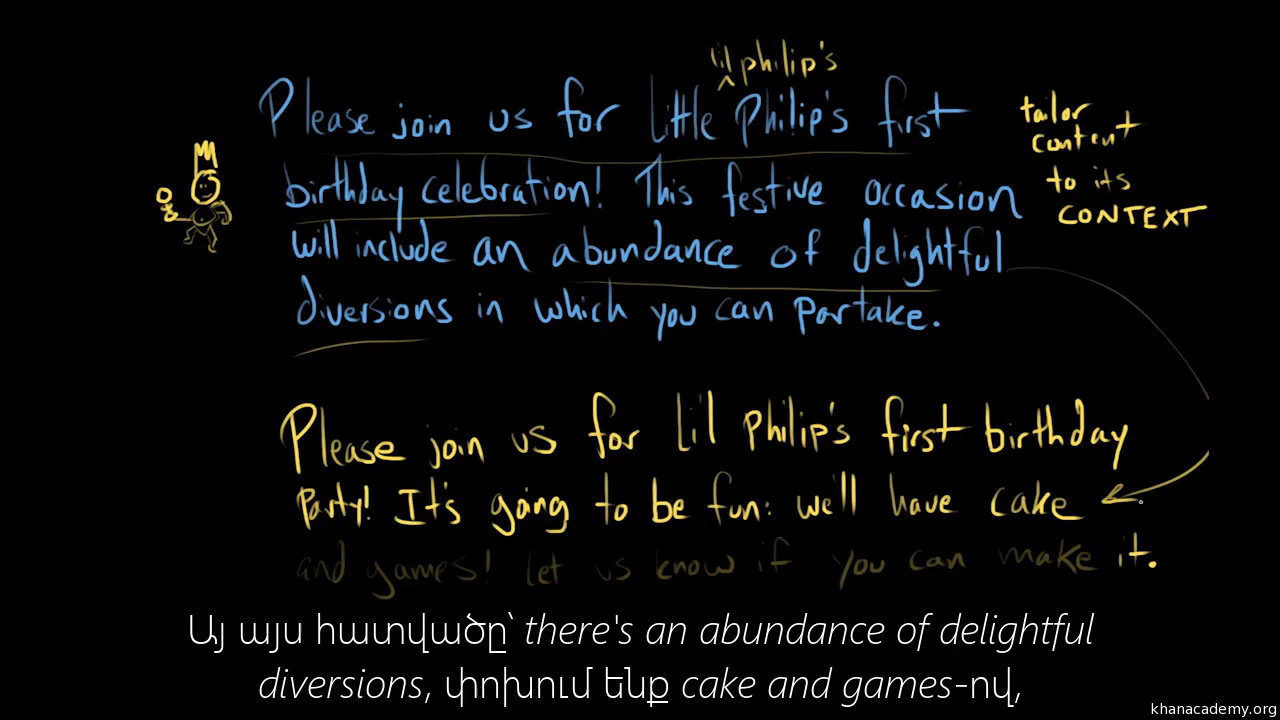 lil philip's
Please join us for little Philip's first
birthday celebration! This festive occasion
will include an abundance of delightful
diversions in which you can partake.
tailor
content
to its
CONTEXT
Please join us for Li'l Philip's first birthday
Party! It's going to be fun: we'll have cake
and games! let us know if you can make it.
Այ այս հատվածը՝ there's an abundance of delightful
diversions, փոխում ենք cake and games-ով,
khanacademy.org